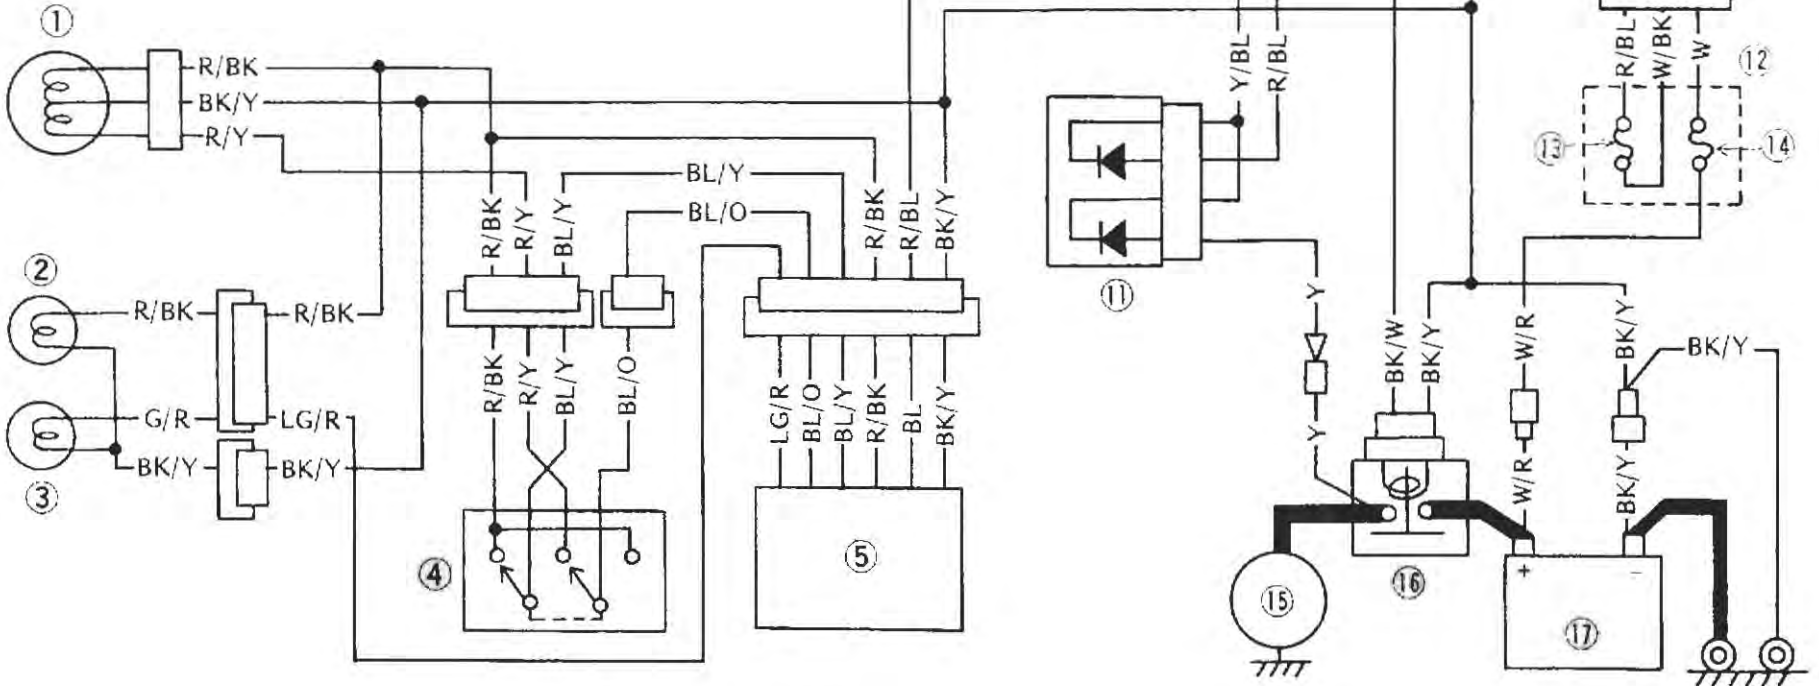 ①
R/BK
BK/Y
R/Y
BL/Y
BL/O
R/BK
R/Y
BL/Y
R/BK
R/BL
BK/Y
②
R/BK
R/BK
G/R
LG/R
BK/Y
BK/Y
③
R/BK
R/Y
BL/Y
BL/O
LG/R
BL/O
BL/Y
R/BK
BL
BK/Y
④
⑤
Y/BL
R/BL
⑪
Y
Y
BK/W
BK/Y
R/BL
W/BK
W
⑫
⑬
⑭
W/R
BK/Y
BK/Y
W/R
BK/Y
⑮
⑯
+
−
⑰